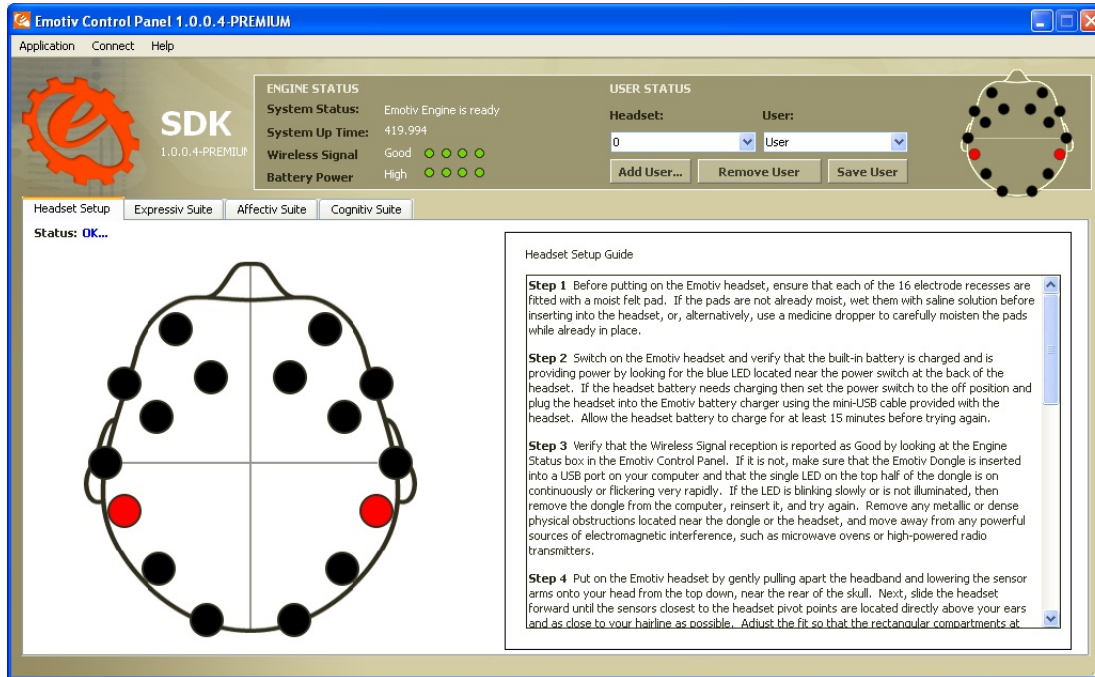 Emotiv Control Panel 1.0.0.4-PREMIUM
Application Connect Help
SDK
1.0.0.4-PREMIUM
ENGINE STATUS
System Status: Emotiv Engine is ready
System Up Time: 419.994
Wireless Signal Good
Battery Power High
USER STATUS
Headset: User:
0 User
Add User... Remove User Save User
Headset Setup Expressiv Suite Affectiv Suite Cognitiv Suite
Status: OK...
Headset Setup Guide
Step 1 Before putting on the Emotiv headset, ensure that each of the 16 electrode recesses are
fitted with a moist felt pad. If the pads are not already moist, wet them with saline solution before
inserting into the headset, or, alternatively, use a medicine dropper to carefully moisten the pads
while already in place.
Step 2 Switch on the Emotiv headset and verify that the built-in battery is charged and is
providing power by looking for the blue LED located near the power switch at the back of the
headset. If the headset battery needs charging then set the power switch to the off position and
plug the headset into the Emotiv battery charger using the mini-USB cable provided with the
headset. Allow the headset battery to charge for at least 15 minutes before trying again.
Step 3 Verify that the Wireless Signal reception is reported as Good by looking at the Engine
Status box in the Emotiv Control Panel. If it is not, make sure that the Emotiv Dongle is inserted
into a USB port on your computer and that the single LED on the top half of the dongle is on
continuously or flickering very rapidly. If the LED is blinking slowly or is not illuminated, then
remove the dongle from the computer, reinsert it, and try again. Remove any metallic or dense
physical obstructions located near the dongle or the headset, and move away from any powerful
sources of electromagnetic interference, such as microwave ovens or high-powered radio
transmitters.
Step 4 Put on the Emotiv headset by gently pulling apart the headband and lowering the sensor
arms onto your head from the top down, near the rear of the skull. Next, slide the headset
forward until the sensors closest to the headset pivot points are located directly above your ears
and as close to your hairline as possible. Adjust the fit so that the rectangular compartments at